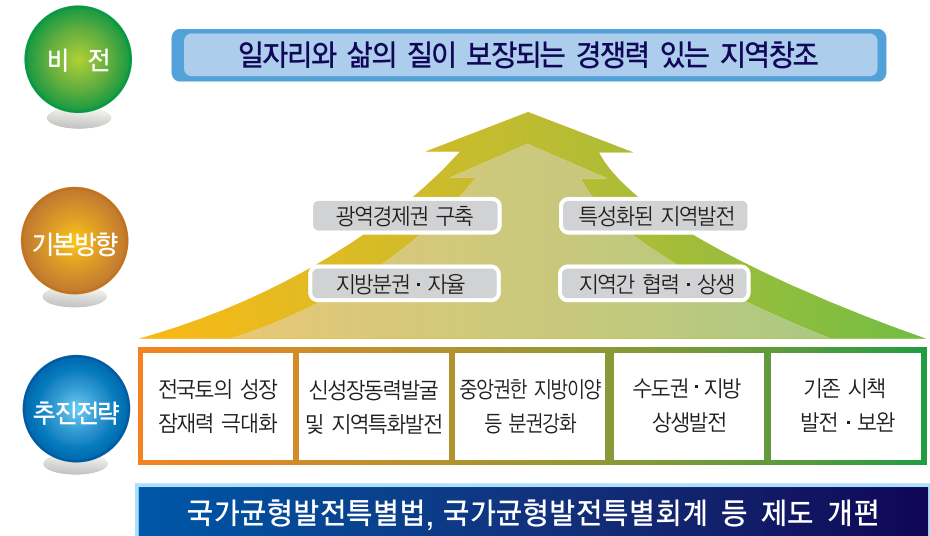 비 전
일자리와 삶의 질이 보장되는 경쟁력 있는 지역창조
기본방향
광역경제권 구축
특성화된 지역발전
지방분권·자율
지역간 협력·상생
추진전략
전국토의 성장
잠재력 극대화
신성장동력발굴
및 지역특화발전
중앙권한 지방이양
등 분권강화
수도권·지방
상생발전
기존 시책
발전·보완
국가균형발전특별법, 국가균형발전특별회계 등 제도 개편